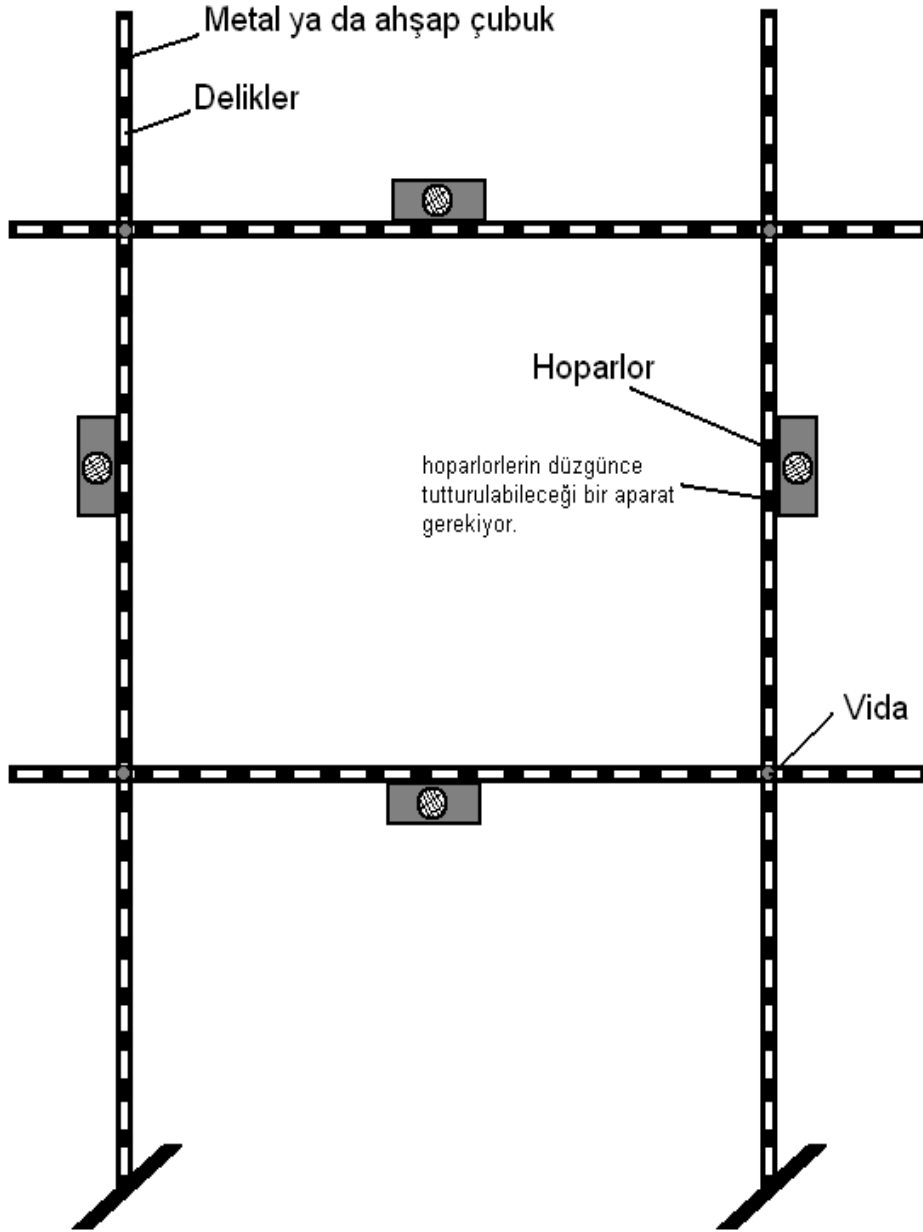 Metal ya da ahşap çubuk
Delikler
Hoparlor
hoparlorlerin düzgünce
tutturulabileceği bir aparat
gerekiyor.
Vida